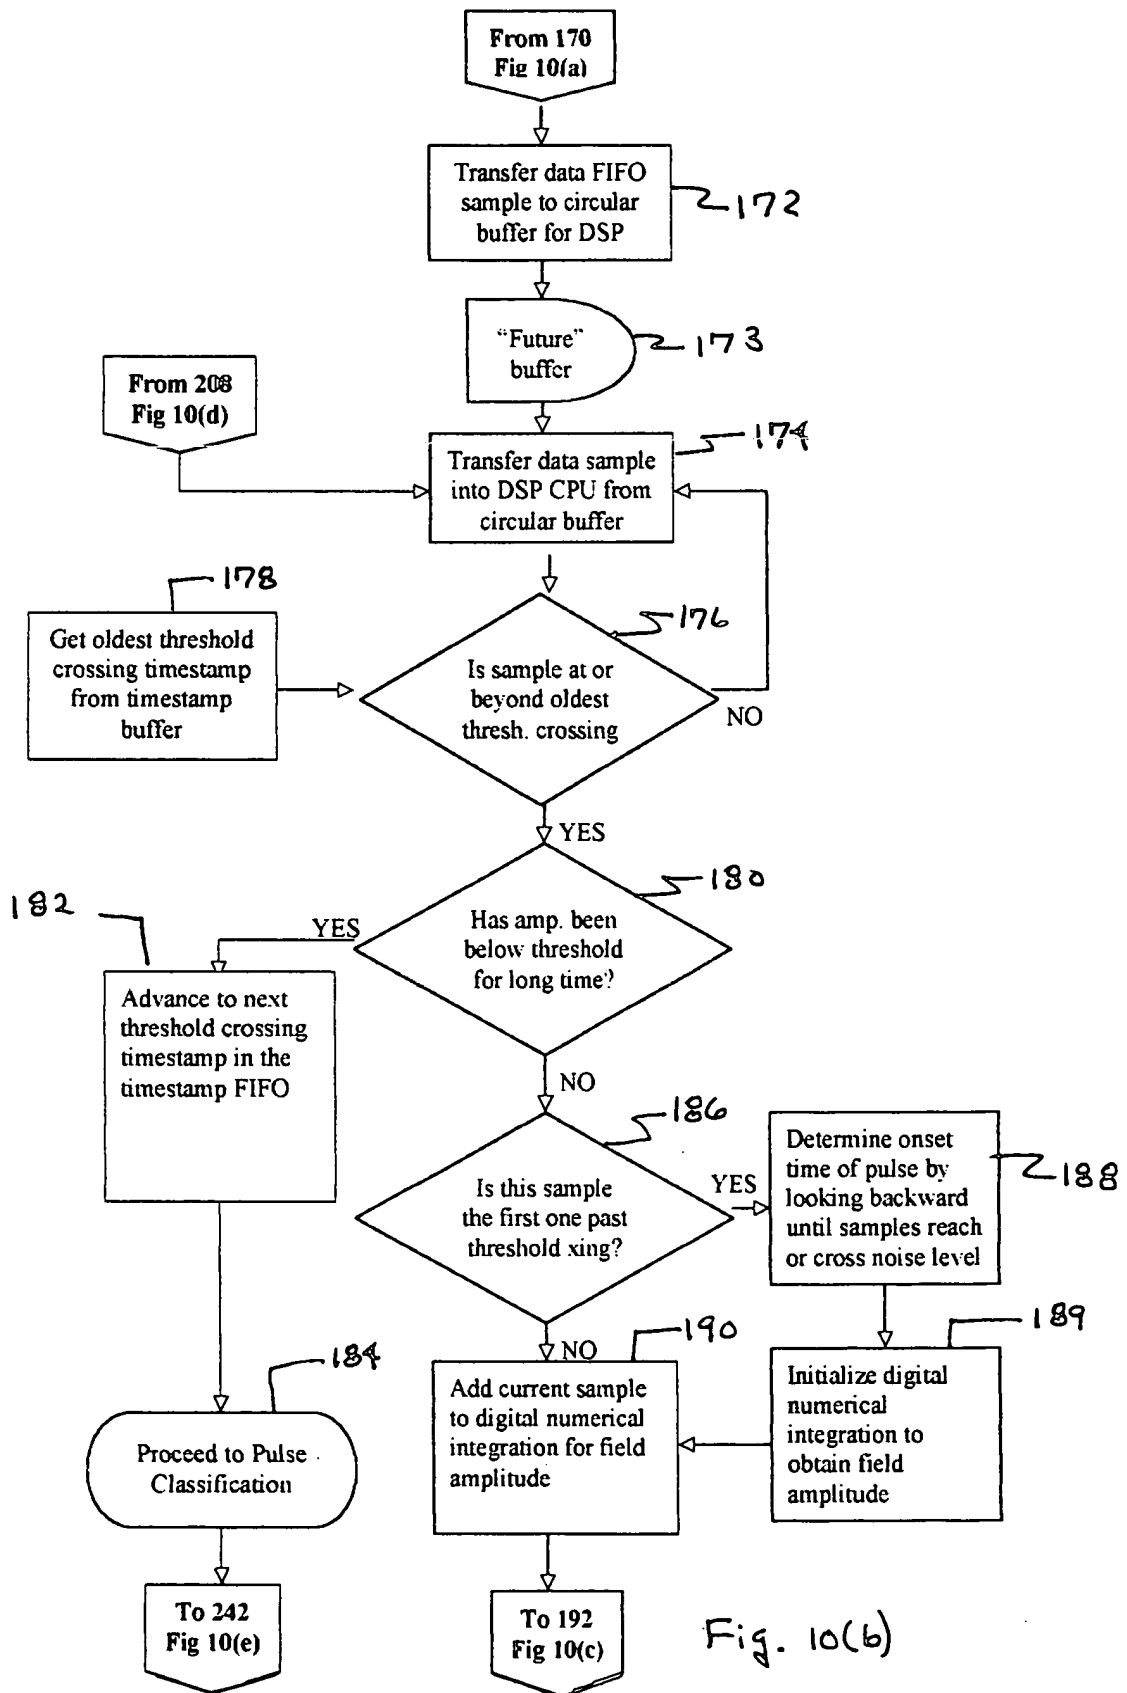 From 170
Fig 10(a)
Transfer data FIFO
sample to circular
buffer for DSP
172
"Future"
buffer
173
From 208
Fig 10(d)
Transfer data sample
into DSP CPU from
circular buffer
174
178
Get oldest threshold
crossing timestamp
from timestamp
buffer
176
Is sample at or
beyond oldest
thresh. crossing
NO
YES
180
Has amp. been
below threshold
for long time?
YES
182
Advance to next
threshold crossing
timestamp in the
timestamp FIFO
NO
186
Is this sample
the first one past
threshold xing?
YES
Determine onset
time of pulse by
looking backward
until samples reach
or cross noise level
188
189
Initialize digital
numerical
integration to
obtain field
amplitude
NO
190
Add current sample
to digital numerical
integration for field
amplitude
184
Proceed to Pulse
Classification
To 242
Fig 10(e)
To 192
Fig 10(c)
Fig. 10(b)